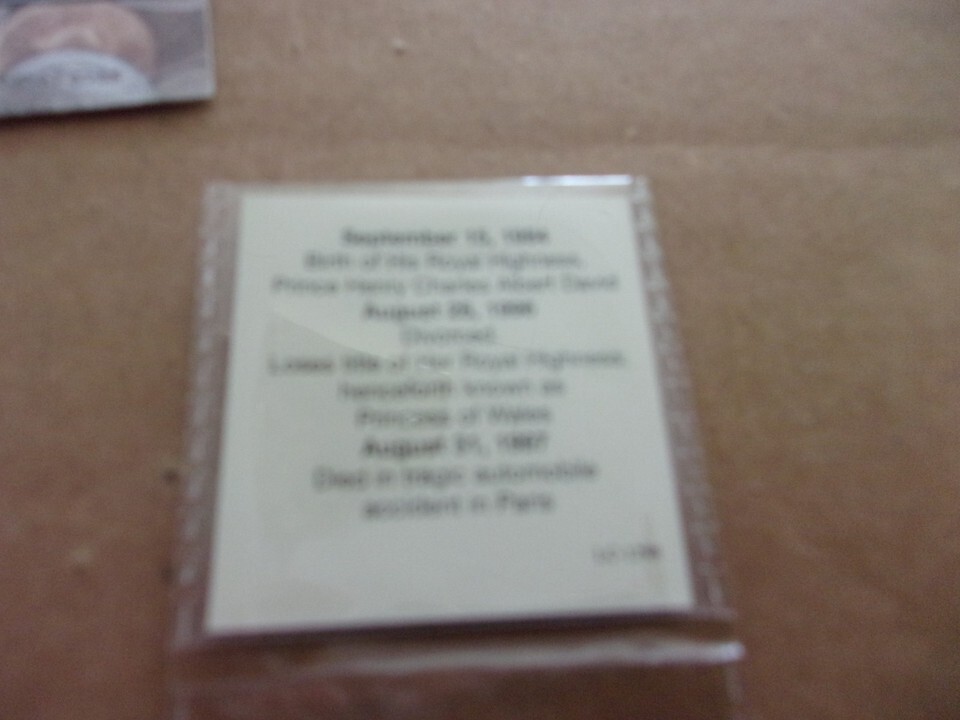 September 15, 1984
Birth of His Royal Highness,
Prince Henry Charles Albert David
August 28, 1996
Divorced.
Loses title of Her Royal Highness,
henceforth known as
Princess of Wales
August 31, 1997
Died in tragic automobile
accident in Paris